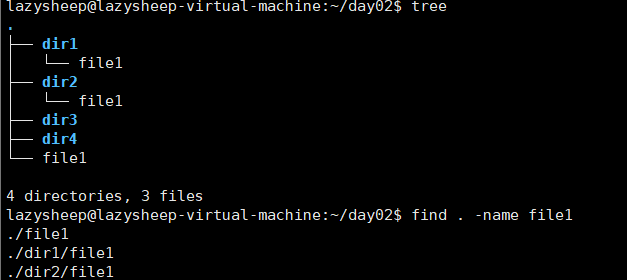 lazysheep@lazysheep-virtual-machine:~/day02$ tree
.
├── dir1
│   └── file1
├── dir2
│   └── file1
├── dir3
├── dir4
└── file1

4 directories, 3 files
lazysheep@lazysheep-virtual-machine:~/day02$ find . -name file1
./file1
./dir1/file1
./dir2/file1